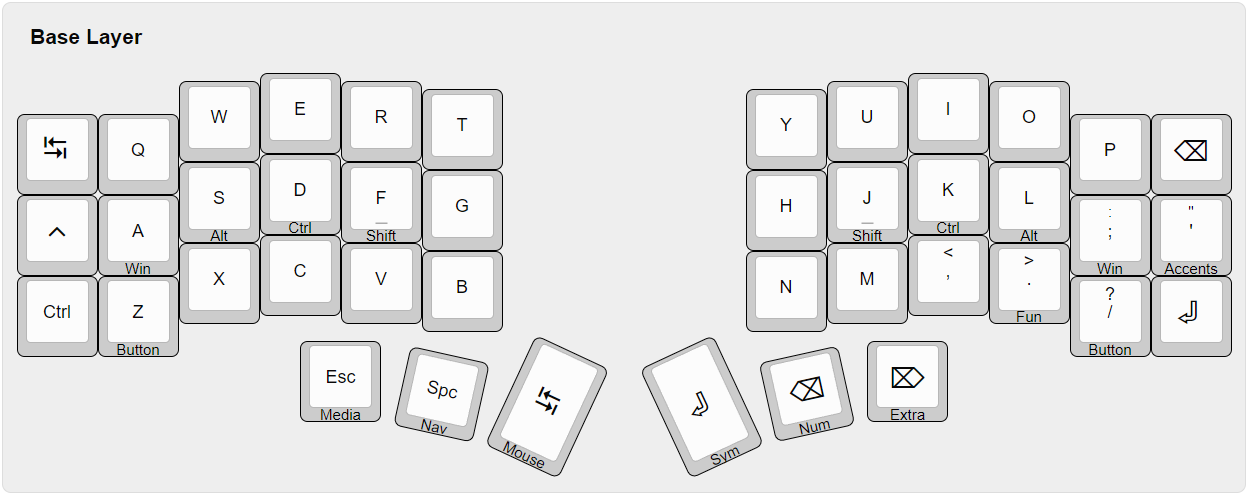 Base Layer
Q W E R T Y U I O P
A
S
Alt
D
Ctrl
F
_
Shift
G H
J
_
Shift
K
Ctrl
L
Alt
:
;
"
'
Win
Win Accents
Ctrl Z X C V B N M
<
,
>
.
Fun
?
/
Button
Button
Esc
Media
Spc
Nav
Mouse
Sym
Num
Extra